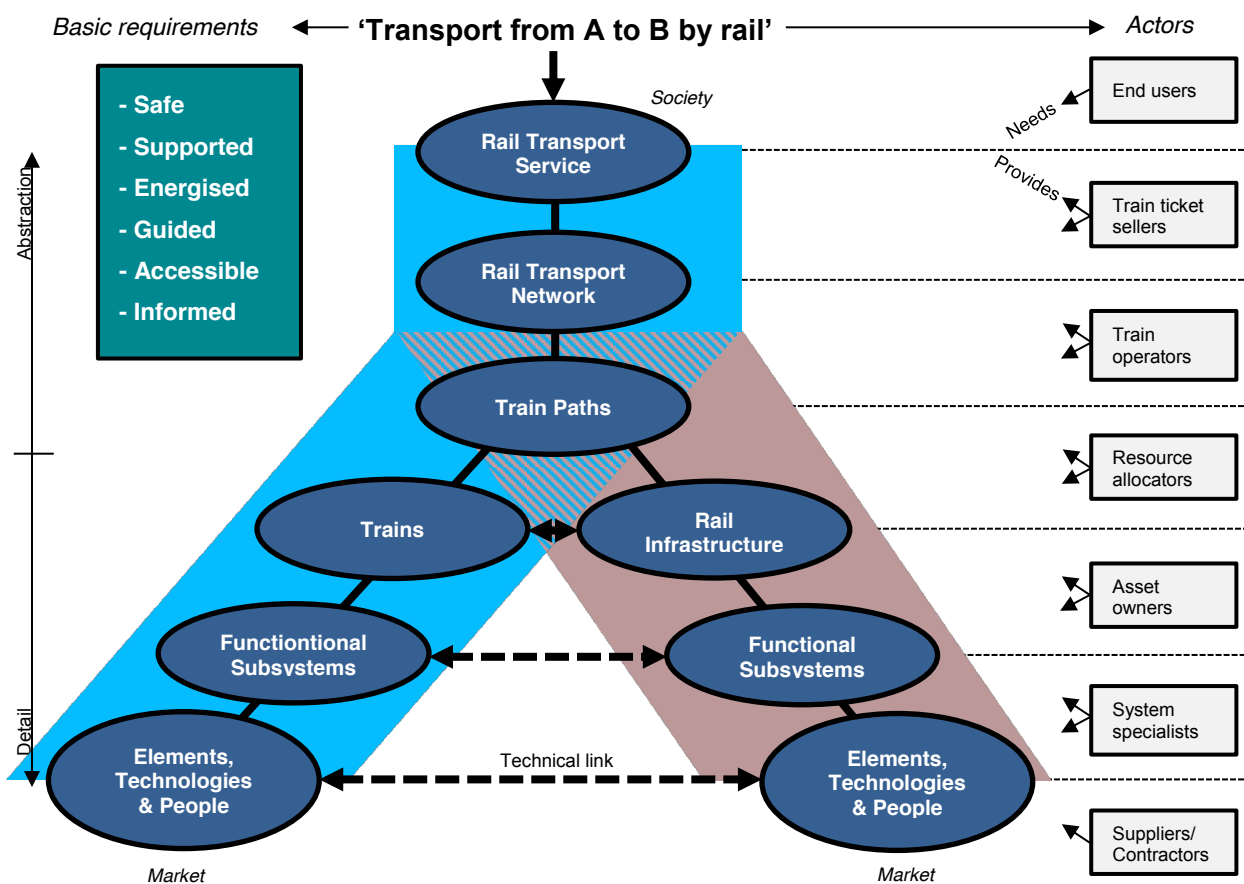 Basic requirements
‘Transport from A to B by rail’
Actors
- Safe
- Supported
- Energised
- Guided
- Accessible
- Informed
Abstraction
Detail
Society
Rail Transport
Service
Rail Transport
Network
Train Paths
Trains
Rail
Infrastructure
Functiontional
Subsystems
Functional
Subsystems
Elements,
Technologies
& People
Technical link
Elements,
Technologies
& People
Market
Market
Needs
Provides
End users
Train ticket
sellers
Train
operators
Resource
allocators
Asset
owners
System
specialists
Suppliers/
Contractors